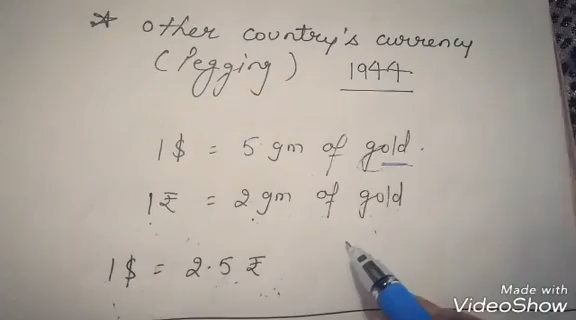 * other country's currency
(Pegging) 1944
1$ = 5 gm of gold.
1₹ = 2 gm of gold
1$ = 2.5 ₹
Made with
VideoShow